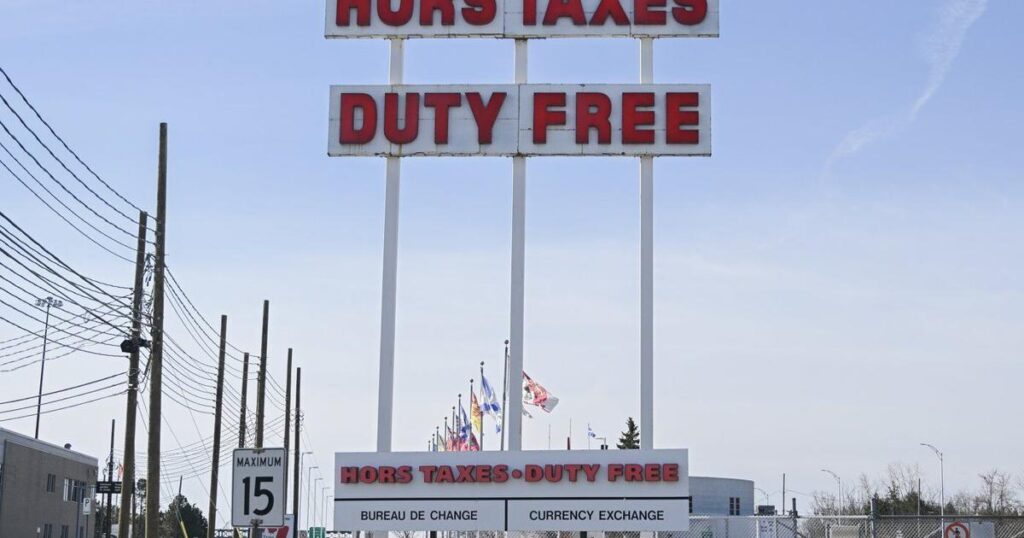 HORS TAXES
DUTY FREE
HORS TAXES•DUTY FREE
BUREAU DE CHANGE
CURRENCY EXCHANGE
MAXIMUM
15